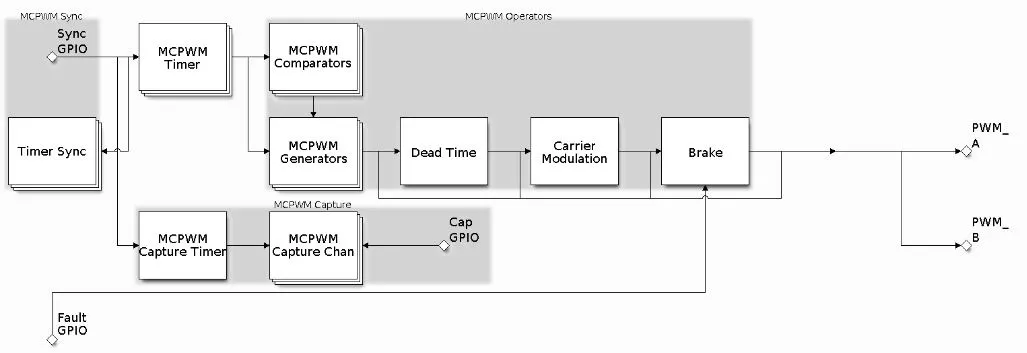 MCPWM Sync
MCPWM Operators
Sync
GPIO
MCPWM
Timer
MCPWM
Comparators
Timer Sync
MCPWM
Generators
Dead Time
Carrier
Modulation
Brake
PWM_
A
MCPWM Capture
MCPWM
Capture Timer
MCPWM
Capture Chan
Cap
GPIO
PWM_
B
Fault
GPIO